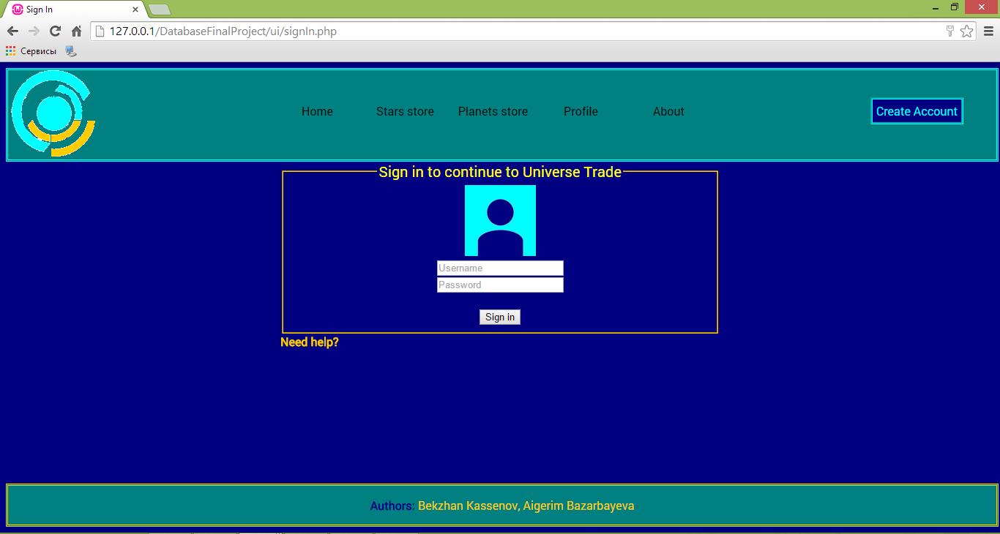 Sign In
127.0.0.1/DatabaseFinalProject/ui/signIn.php
Сервисы
Home Stars store Planets store Profile About Create Account
Sign in to continue to Universe Trade
Username
Password
Sign in
Need help?
Authors: Bekzhan Kassenov, Aigerim Bazarbayeva